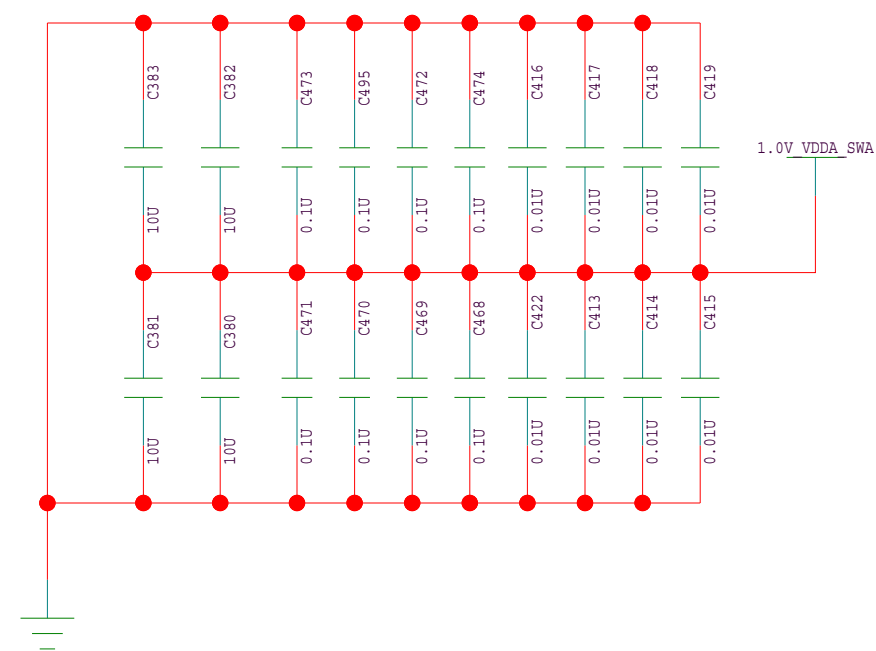 C383
C382
C473
C495
C472
C474
C416
C417
C418
C419
1.0V_VDDA_SWA
10U
10U
0.1U
0.1U
0.1U
0.1U
0.01U
0.01U
0.01U
0.01U
C381
C380
C471
C470
C469
C468
C422
C413
C414
C415
10U
10U
0.1U
0.1U
0.1U
0.1U
0.01U
0.01U
0.01U
0.01U